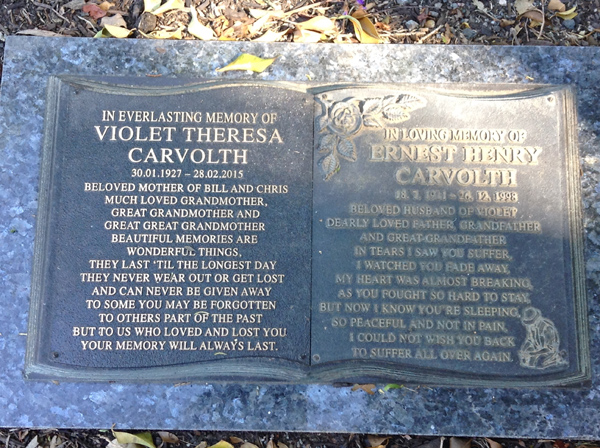 IN EVERLASTING MEMORY OF
VIOLET THERESA
CARVOLTH
30.01.1927 – 28.02.2015
BELOVED MOTHER OF BILL AND CHRIS
MUCH LOVED GRANDMOTHER,
GREAT GRANDMOTHER AND
GREAT GREAT GRANDMOTHER
BEAUTIFUL MEMORIES ARE
WONDERFUL THINGS,
THEY LAST 'TIL THE LONGEST DAY
THEY NEVER WEAR OUT OR GET LOST
AND CAN NEVER BE GIVEN AWAY
TO SOME YOU MAY BE FORGOTTEN
TO OTHERS PART OF THE PAST
BUT TO US WHO LOVED AND LOST YOU
YOUR MEMORY WILL ALWAYS LAST.
IN LOVING MEMORY OF
ERNEST HENRY
CARVOLTH
BELOVED HUSBAND OF VIOLET
DEARLY LOVED FATHER, GRANDFATHER
AND GREAT GRANDFATHER
IN TEARS I SAW YOU SUFFER,
I WATCHED YOU FADE AWAY,
MY HEART WAS ALMOST BREAKING,
AS YOU FOUGHT SO HARD TO STAY.
BUT NOW I KNOW YOU'RE SLEEPING,
SO PEACEFUL AND NOT IN PAIN.
I COULD NOT WISH YOU BACK
TO SUFFER ALL OVER AGAIN.